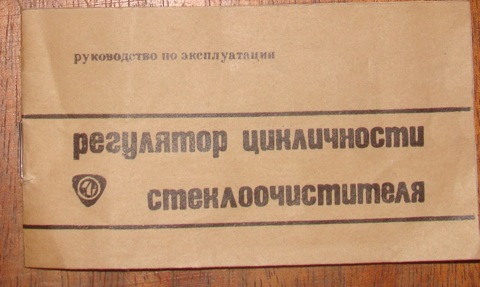 руководство по эксплуатации
регулятор цикличности
стеклоочистителя